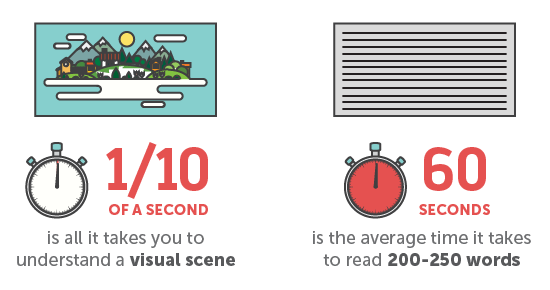 1/10
OF A SECOND
is all it takes you to
understand a visual scene
60
SECONDS
is the average time it takes
to read 200-250 words